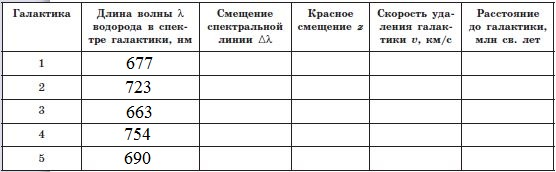 Галактика
Длина волны λ
водорода в спек-
тре галактики, нм
Смещение
спектральной
линии Δλ
Красное
смещение z
Скорость уда-
ления галак-
тики v, км/с
Расстояние
до галактики,
млн св. лет
1 677
2 723
3 663
4 754
5 690